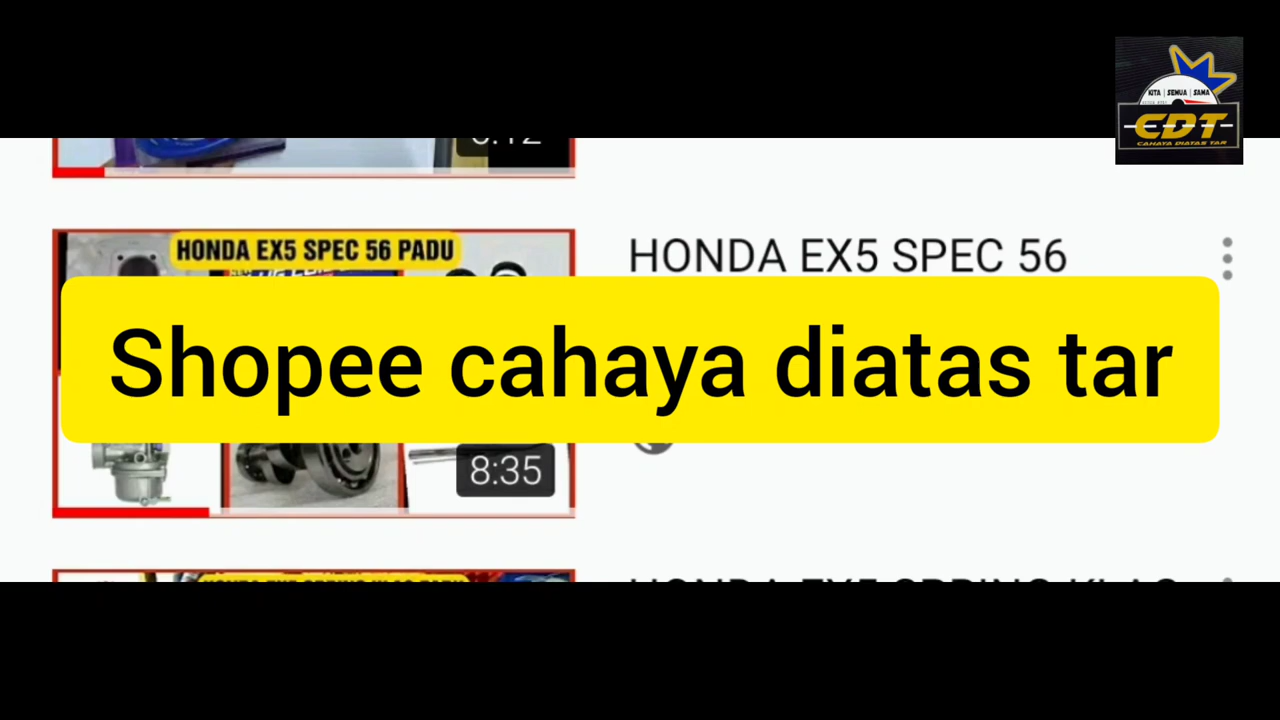 KITA | SEMUA | SAMA
CDT
CAHAYA DIATAS TAR
HONDA EX5 SPEC 56 PADU
HONDA EX5 SPEC 56
Shopee cahaya diatas tar
8:35